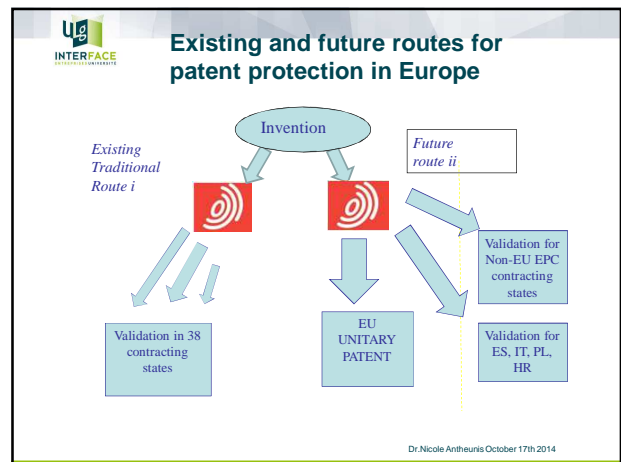 INTERFACE
ENTREPRISES UNIVERSITÉ
Existing and future routes for
patent protection in Europe
Invention
Existing
Traditional
Route i
Future
route ii
Validation for
Non-EU EPC
contracting
states
Validation in 38
contracting
states
EU
UNITARY
PATENT
Validation for
ES, IT, PL,
HR
Dr.Nicole Antheunis October 17th 2014